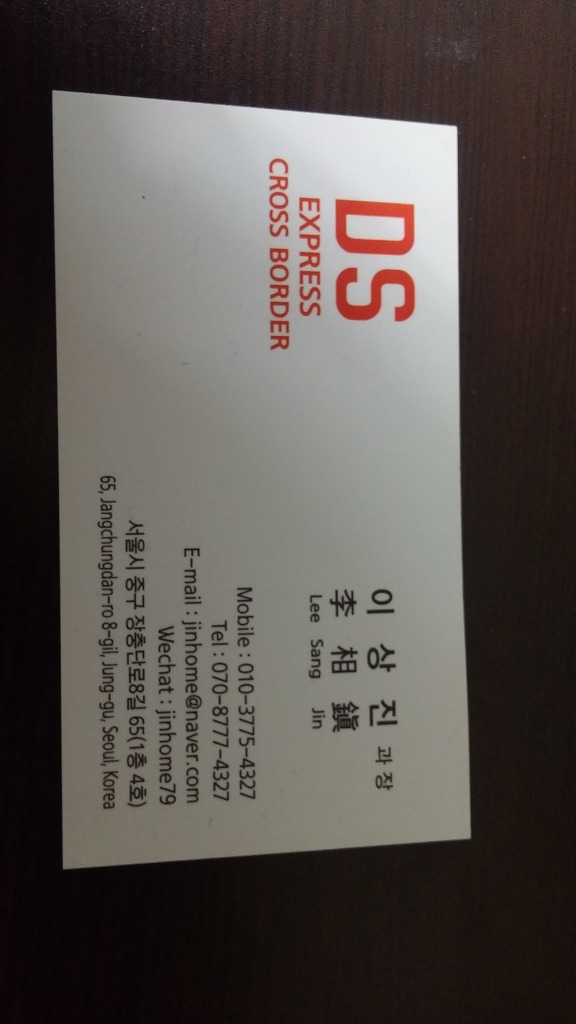 DS
EXPRESS
CROSS BORDER
이 상 진 과장
李 相 鎭
Lee Sang Jin
Mobile : 010-3775-4327
Tel : 070-8777-4327
E-mail : jinhome@naver.com
Wechat : jinhome79
서울시 중구 장충단로8길 65(1층 4호)
65, Jangchungdan-ro 8-gil, Jung-gu, Seoul, Korea